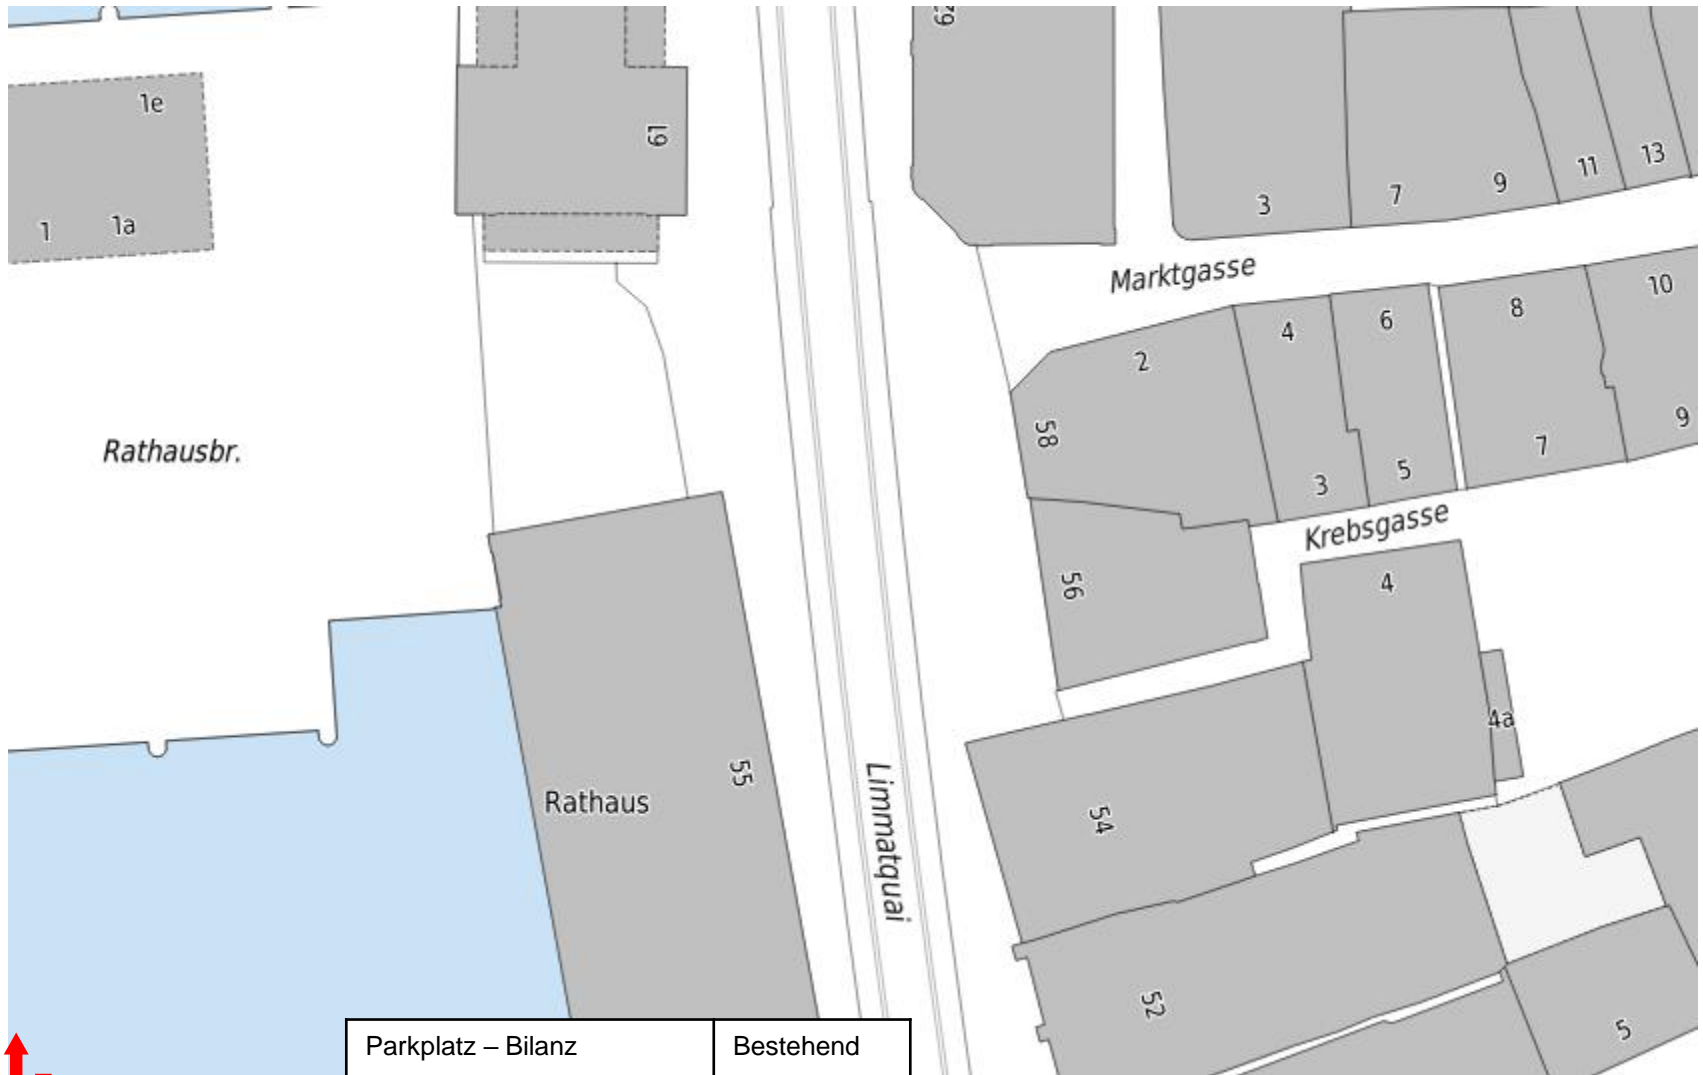 62
1e
61
1
1a
3
7
9
11
13
Marktgasse
2
4
6
8
10
58
3
5
7
9
Rathausbr.
Krebsgasse
56
4
4a
55
Rathaus
Limmatquai
54
52
5
Parkplatz – Bilanz
Bestehend